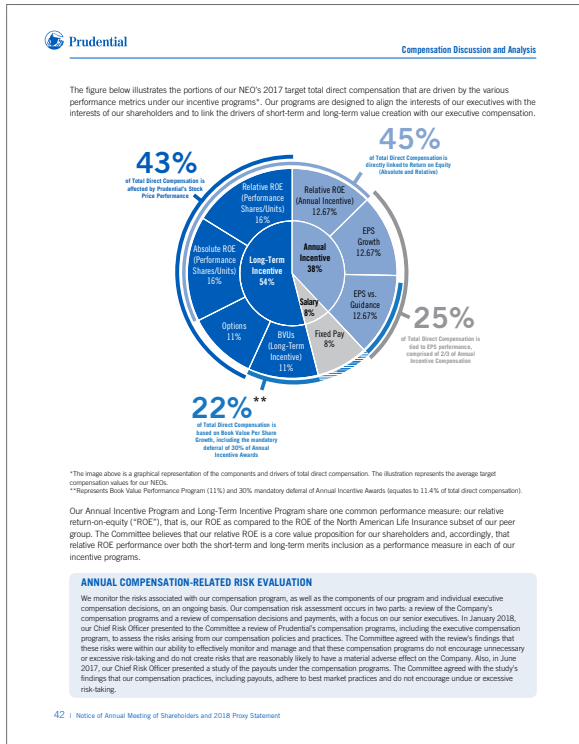 Prudential
Compensation Discussion and Analysis
The figure below illustrates the portions of our NEO's 2017 target total direct compensation that are driven by the various
performance metrics under our incentive programs*. Our programs are designed to align the interests of our executives with the
interests of our shareholders and to link the drivers of short-term and long-term value creation with our executive compensation.
45%
of Total Direct Compensation is
directly linked to Return on Equity
(Absolute and Relative)
43%
of Total Direct Compensation is
affected by Prudential's Stock
Price Performance
Relative ROE
(Performance
Shares/Units)
16%
Relative ROE
(Annual Incentive)
12.67%
EPS
Growth
12.67%
Absolute ROE
(Performance
Shares/Units)
16%
Long-Term
Incentive
54%
Annual
Incentive
38%
EPS vs.
Guidance
12.67%
Salary
8%
Options
11%
BVUs
(Long-Term
Incentive)
11%
Fixed Pay
8%
25%
of Total Direct Compensation is
tied to EPS performance,
comprised of 2/3 of Annual
Incentive Compensation
22%**
of Total Direct Compensation is
based on Book Value Per Share
Growth, including the mandatory
deferral of 30% of Annual
Incentive Awards
*The image above is a graphical representation of the components and drivers of total direct compensation. The illustration represents the average target
compensation values for our NEOs.
**Represents Book Value Performance Program (11%) and 30% mandatory deferral of Annual Incentive Awards (equates to 11.4% of total direct compensation).
Our Annual Incentive Program and Long-Term Incentive Program share one common performance measure: our relative
return-on-equity ("ROE"), that is, our ROE as compared to the ROE of the North American Life Insurance subset of our peer
group. The Committee believes that our relative ROE is a core value proposition for our shareholders and, accordingly, that
relative ROE performance over both the short-term and long-term merits inclusion as a performance measure in each of our
incentive programs.
ANNUAL COMPENSATION-RELATED RISK EVALUATION
We monitor the risks associated with our compensation program, as well as the components of our program and individual executive
compensation decisions, on an ongoing basis. Our compensation risk assessment occurs in two parts: a review of the Company's
compensation programs and a review of compensation decisions and payments, with a focus on our senior executives. In January 2018,
our Chief Risk Officer presented to the Committee a review of Prudential's compensation programs, including the executive compensation
program, to assess the risks arising from our compensation policies and practices. The Committee agreed with the review's findings that
these risks were within our ability to effectively monitor and manage and that these compensation programs do not encourage unnecessary
or excessive risk-taking and do not create risks that are reasonably likely to have a material adverse effect on the Company. Also, in June
2017, our Chief Risk Officer presented a study of the payouts under the compensation programs. The Committee agreed with the study's
findings that our compensation practices, including payouts, adhere to best market practices and do not encourage undue or excessive
risk-taking.
42 | Notice of Annual Meeting of Shareholders and 2018 Proxy Statement